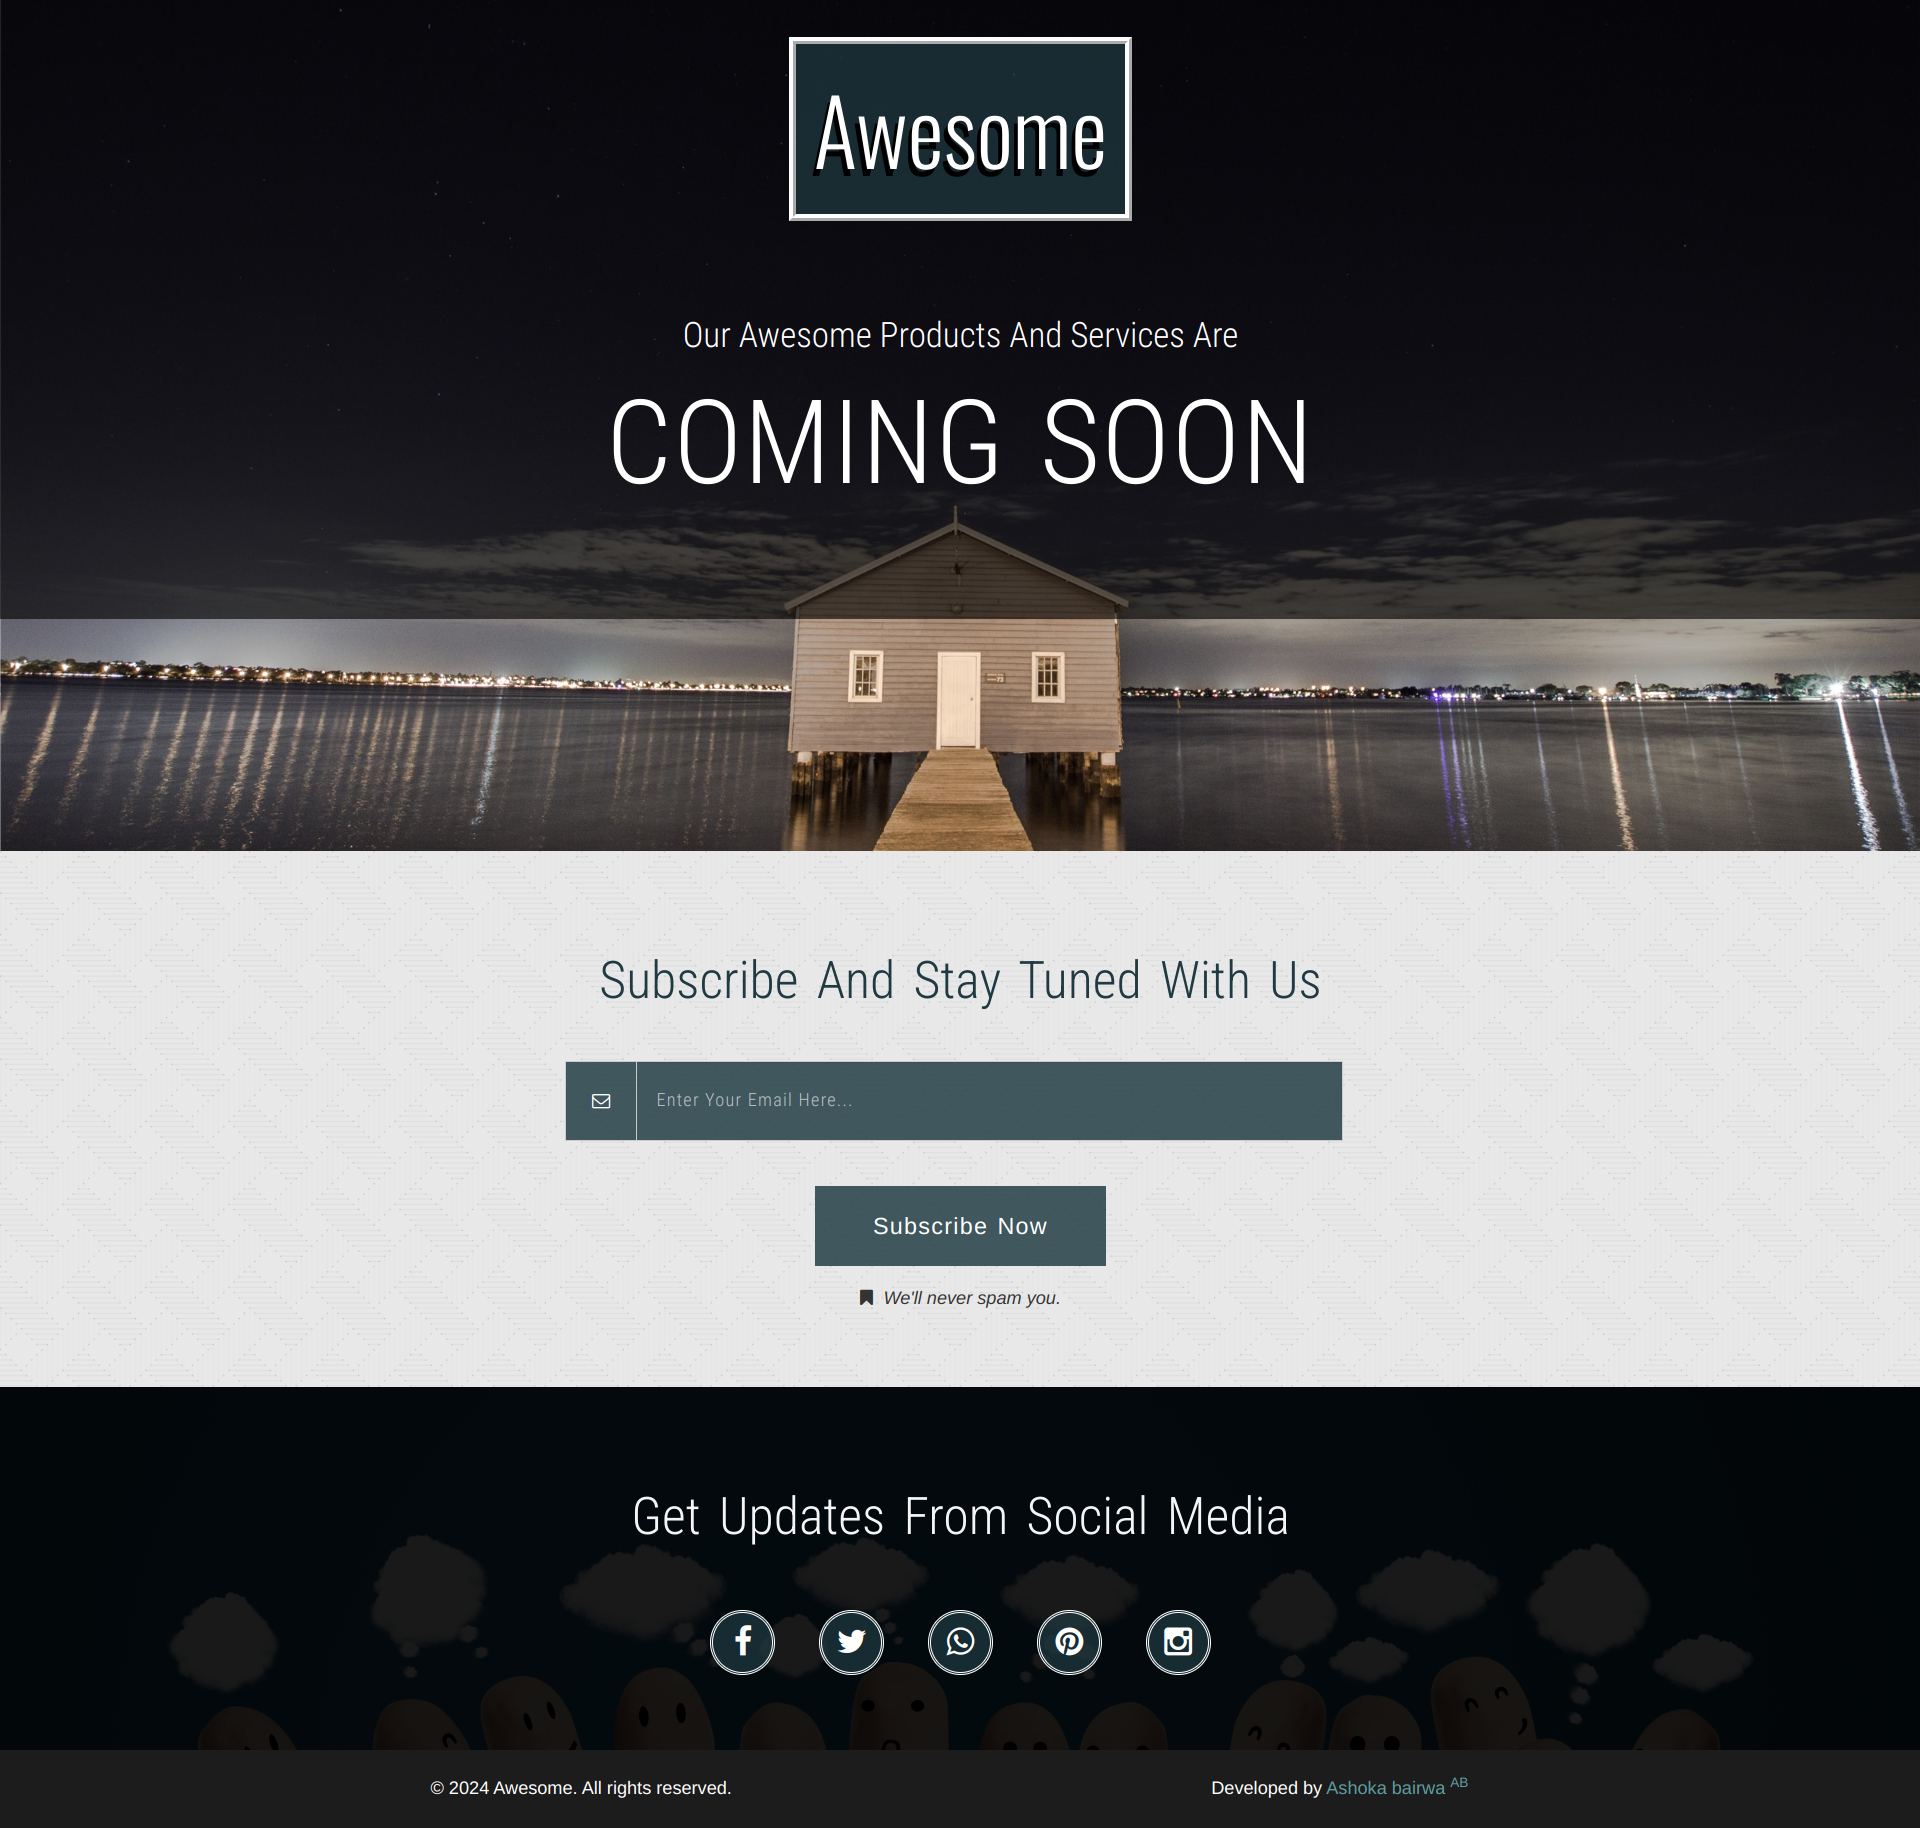 Awesome
Our Awesome Products And Services Are
COMING SOON
Subscribe And Stay Tuned With Us
Enter Your Email Here...
Subscribe Now
We'll never spam you.
Get Updates From Social Media
© 2024 Awesome. All rights reserved.
Developed by Ashoka bairwa AB